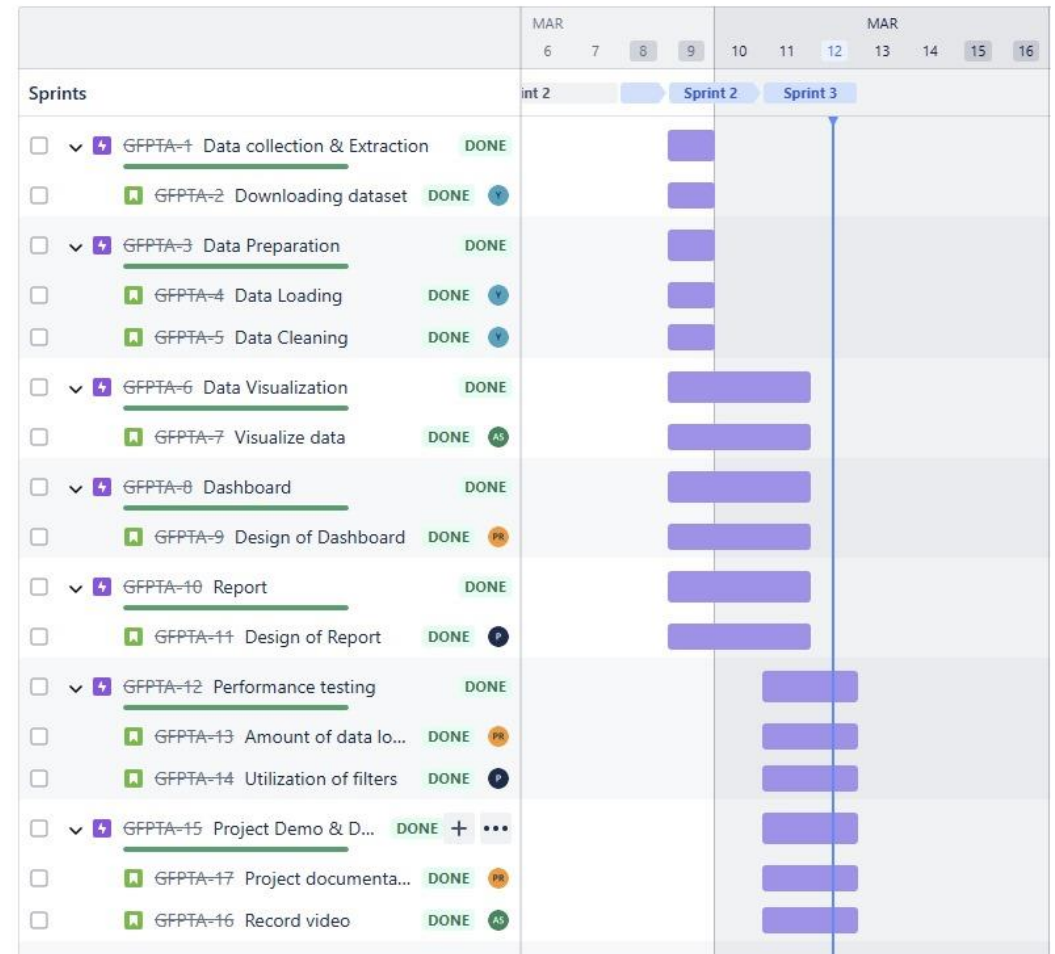 MAR MAR
6 7 8 9 10 11 12 13 14 15 16
Sprints int 2 Sprint 2 Sprint 3
GFPTA-1 Data collection & Extraction DONE
GFPTA-2 Downloading dataset DONE Y
GFPTA-3 Data Preparation DONE
GFPTA-4 Data Loading DONE Y
GFPTA-5 Data Cleaning DONE Y
GFPTA-6 Data Visualization DONE
GFPTA-7 Visualize data DONE AS
GFPTA-8 Dashboard DONE
GFPTA-9 Design of Dashboard DONE PR
GFPTA-10 Report DONE
GFPTA-11 Design of Report DONE P
GFPTA-12 Performance testing DONE
GFPTA-13 Amount of data lo... DONE PR
GFPTA-14 Utilization of filters DONE P
GFPTA-15 Project Demo & D... DONE
GFPTA-17 Project documenta... DONE PR
GFPTA-16 Record video DONE AS